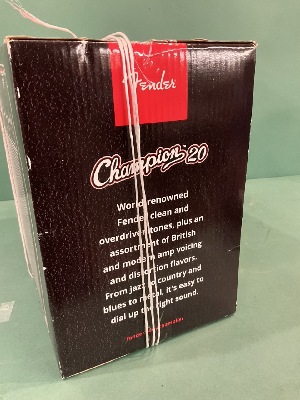 Fender
Champion 20
World renowned
Fender clean and
overdriven tones, plus an
assortment of British
and modern amp voicing
and distortion flavors.
From jazz to country and
blues to metal, it's easy to
dial up the right sound.